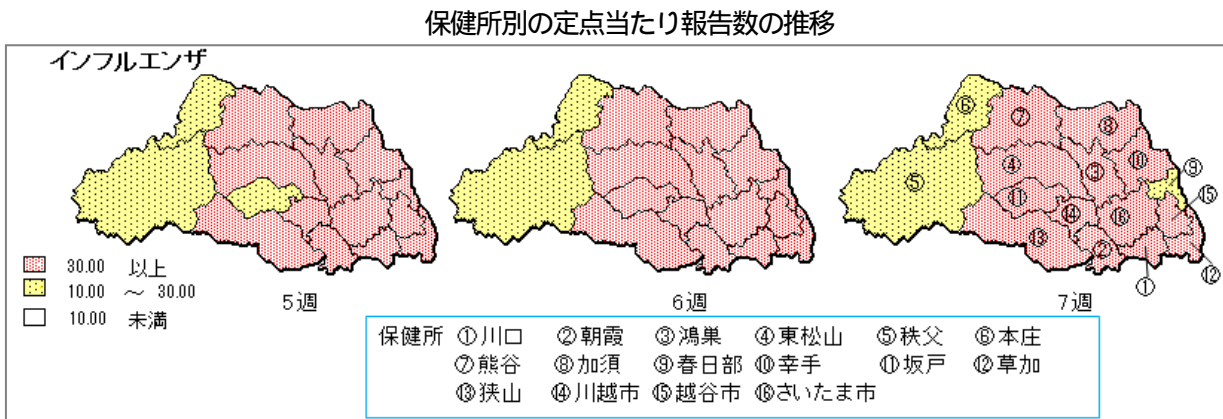 保健所別の定点当たり報告数の推移
インフルエンザ
⑥ ⑦ ⑧
④ ③ ⑩ ⑨
⑤ ⑪ ⑮
⑭ ⑯
⑬ ② ⑫
①
30.00 以上
10.00 ～ 30.00
10.00 未満
5週 6週 7週
保健所 ①川口 ②朝霞 ③鴻巣 ④東松山 ⑤秩父 ⑥本庄
⑦熊谷 ⑧加須 ⑨春日部 ⑩幸手 ⑪坂戸 ⑫草加
⑬狭山 ⑭川越市 ⑮越谷市 ⑯さいたま市